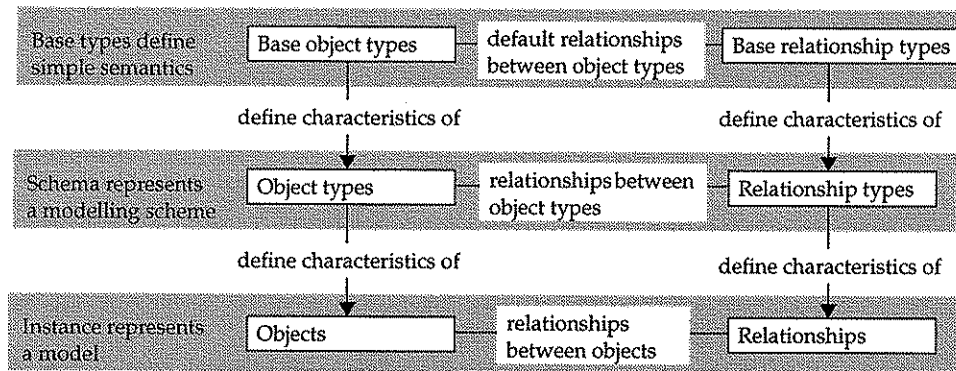 Base types define
simple semantics
Base object types
default relationships
between object types
Base relationship types
define characteristics of
define characteristics of
Schema represents
a modelling scheme
Object types
relationships between
object types
Relationship types
define characteristics of
define characteristics of
Instance represents
a model
Objects
relationships
between objects
Relationships